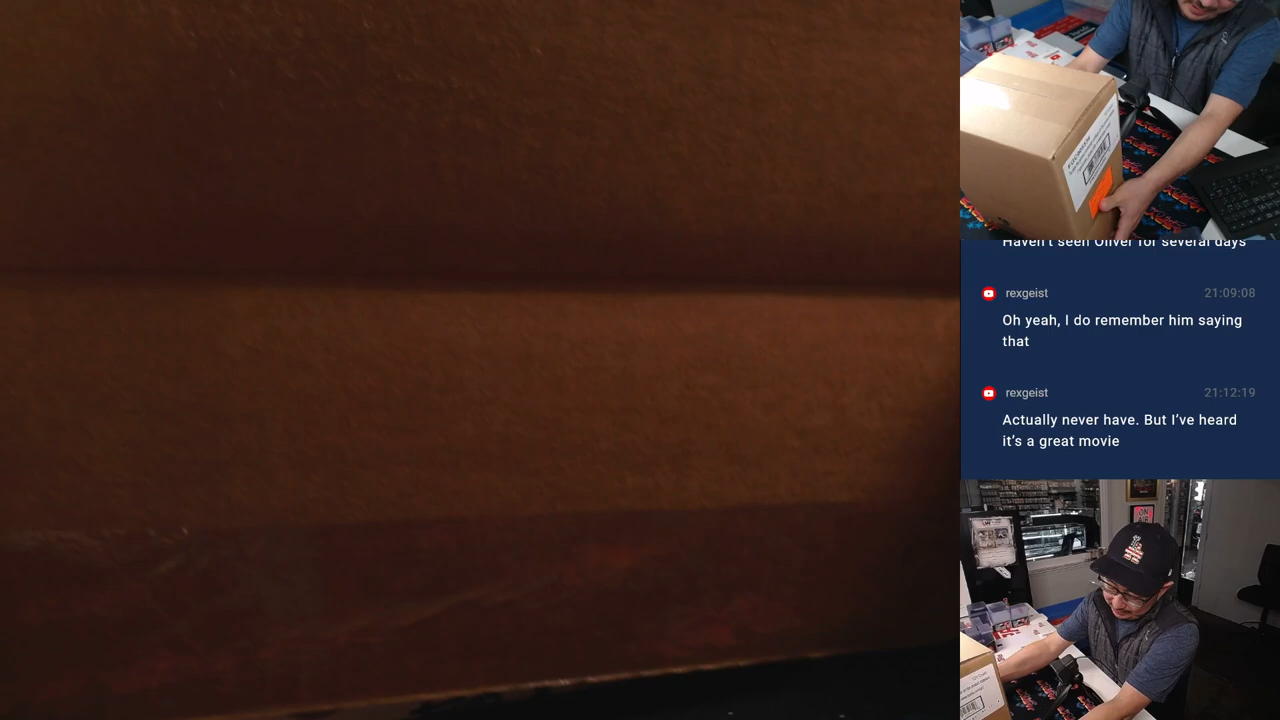 Haven't seen Oliver for several days
rexgeist 21:09:08
Oh yeah, I do remember him saying
that
rexgeist 21:12:19
Actually never have. But I've heard
it's a great movie